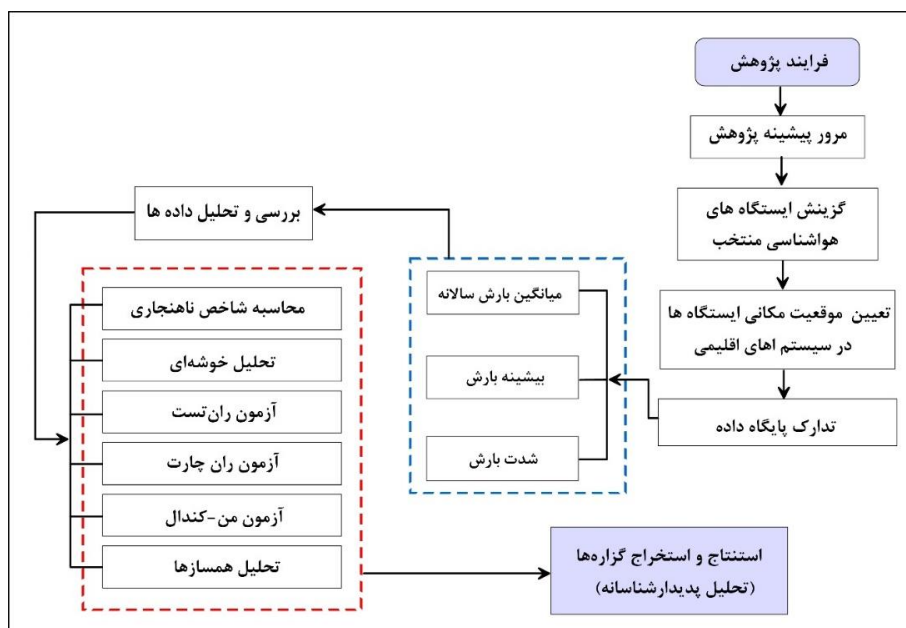 فرایند پژوهش
مرور پیشینه پژوهش
گزینش ایستگاه های
هواشناسی منتخب
تعیین موقعیت مکانی ایستگاه ها
در سیستم اهای اقلیمی
تدارک پایگاه داده
میانگین بارش سالانه
بیشینه بارش
شدت بارش
بررسی و تحلیل داده ها
محاسبه شاخص ناهنجاری
تحلیل خوشه‌ای
آزمون ران‌تست
آزمون ران چارت
آزمون من-کندال
تحلیل همسازها
استنتاج و استخراج گزاره‌ها
(تحلیل پدیدارشناسانه)